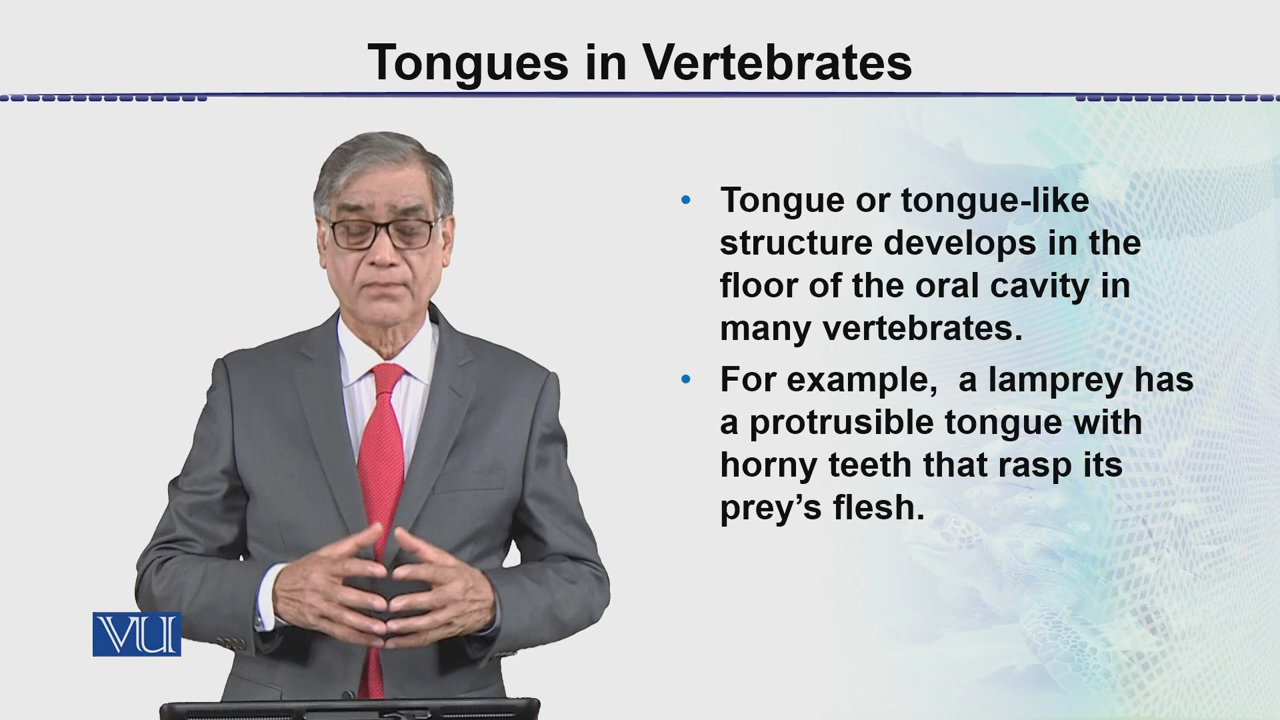 Tongues in Vertebrates
• Tongue or tongue-like
structure develops in the
floor of the oral cavity in
many vertebrates.
• For example,  a lamprey has
a protrusible tongue with
horny teeth that rasp its
prey’s flesh.
VU